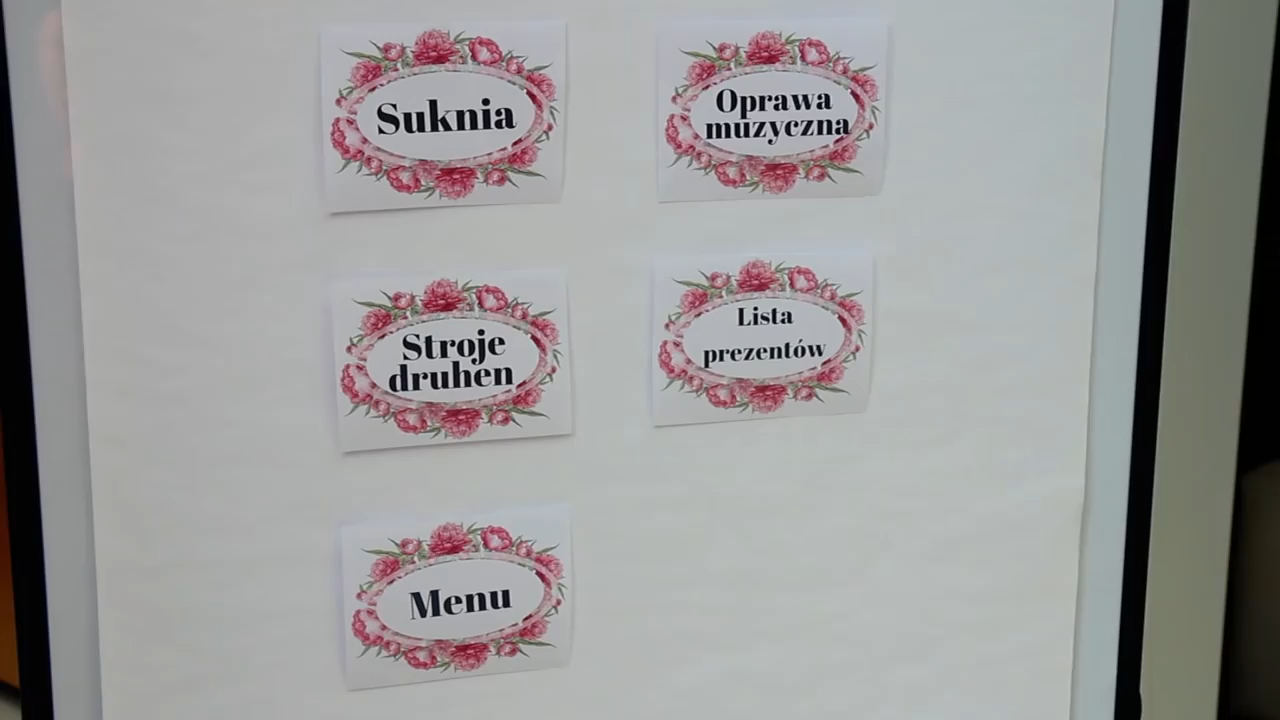 Suknia
Oprawa
muzyczna
Stroje
druhen
Lista
prezentów
Menu